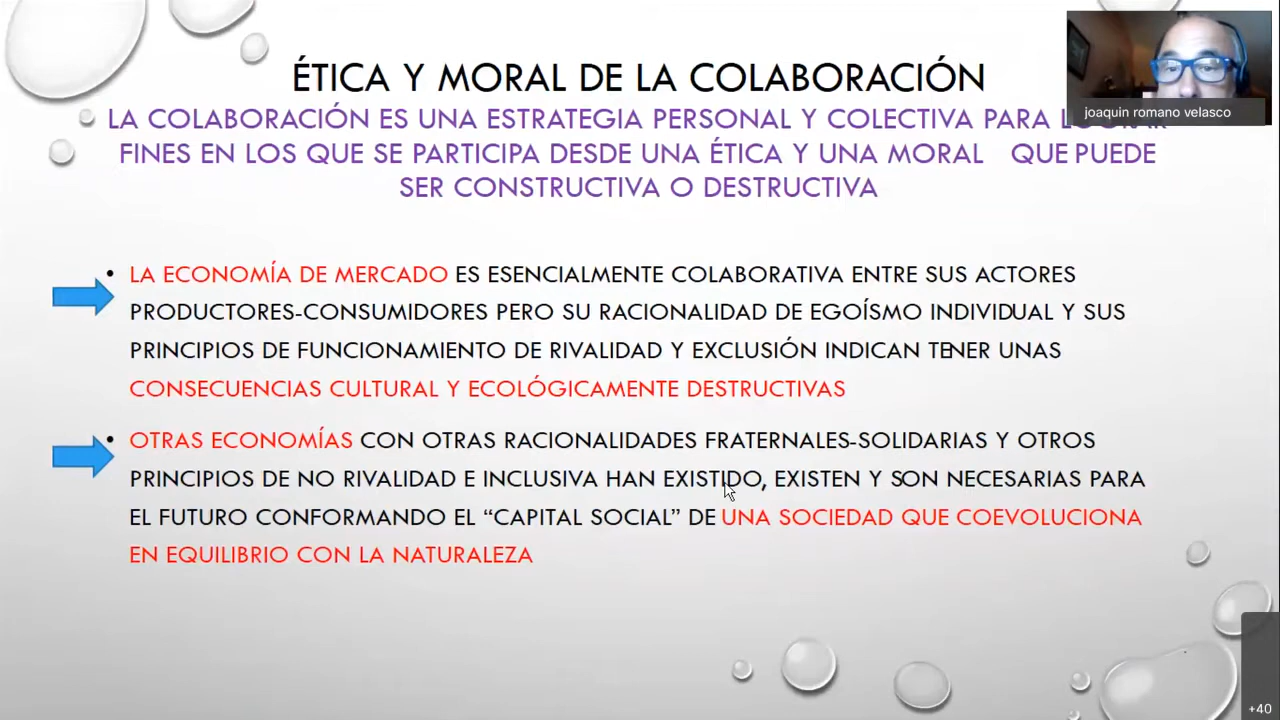 ÉTICA Y MORAL DE LA COLABORACIÓN
LA COLABORACIÓN ES UNA ESTRATEGIA PERSONAL Y COLECTIVA PARA
FINES EN LOS QUE SE PARTICIPA DESDE UNA ÉTICA Y UNA MORAL QUE PUEDE
SER CONSTRUCTIVA O DESTRUCTIVA
joaquin romano velasco
• LA ECONOMÍA DE MERCADO ES ESENCIALMENTE COLABORATIVA ENTRE SUS ACTORES
PRODUCTORES-CONSUMIDORES PERO SU RACIONALIDAD DE EGOÍSMO INDIVIDUAL Y SUS
PRINCIPIOS DE FUNCIONAMIENTO DE RIVALIDAD Y EXCLUSIÓN INDICAN TENER UNAS
CONSECUENCIAS CULTURAL Y ECOLÓGICAMENTE DESTRUCTIVAS
• OTRAS ECONOMÍAS CON OTRAS RACIONALIDADES FRATERNALES-SOLIDARIAS Y OTROS
PRINCIPIOS DE NO RIVALIDAD E INCLUSIVA HAN EXISTIDO, EXISTEN Y SON NECESARIAS PARA
EL FUTURO CONFORMANDO EL “CAPITAL SOCIAL” DE UNA SOCIEDAD QUE COEVOLUCIONA
EN EQUILIBRIO CON LA NATURALEZA
+40